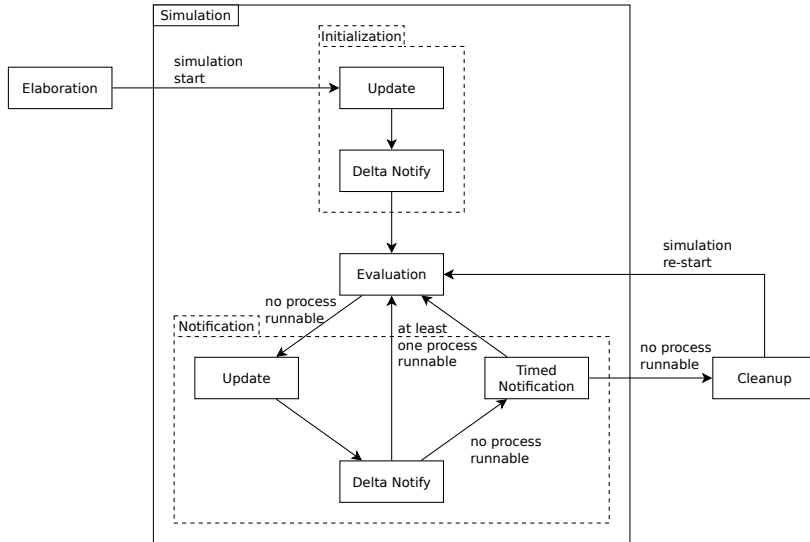 Simulation
Initialization
simulation
start
Elaboration
Update
Delta Notify
simulation
re-start
Evaluation
no process
runnable
Notification
at least
one process
runnable
no process
runnable
Update
Timed
Notification
Cleanup
no process
runnable
Delta Notify